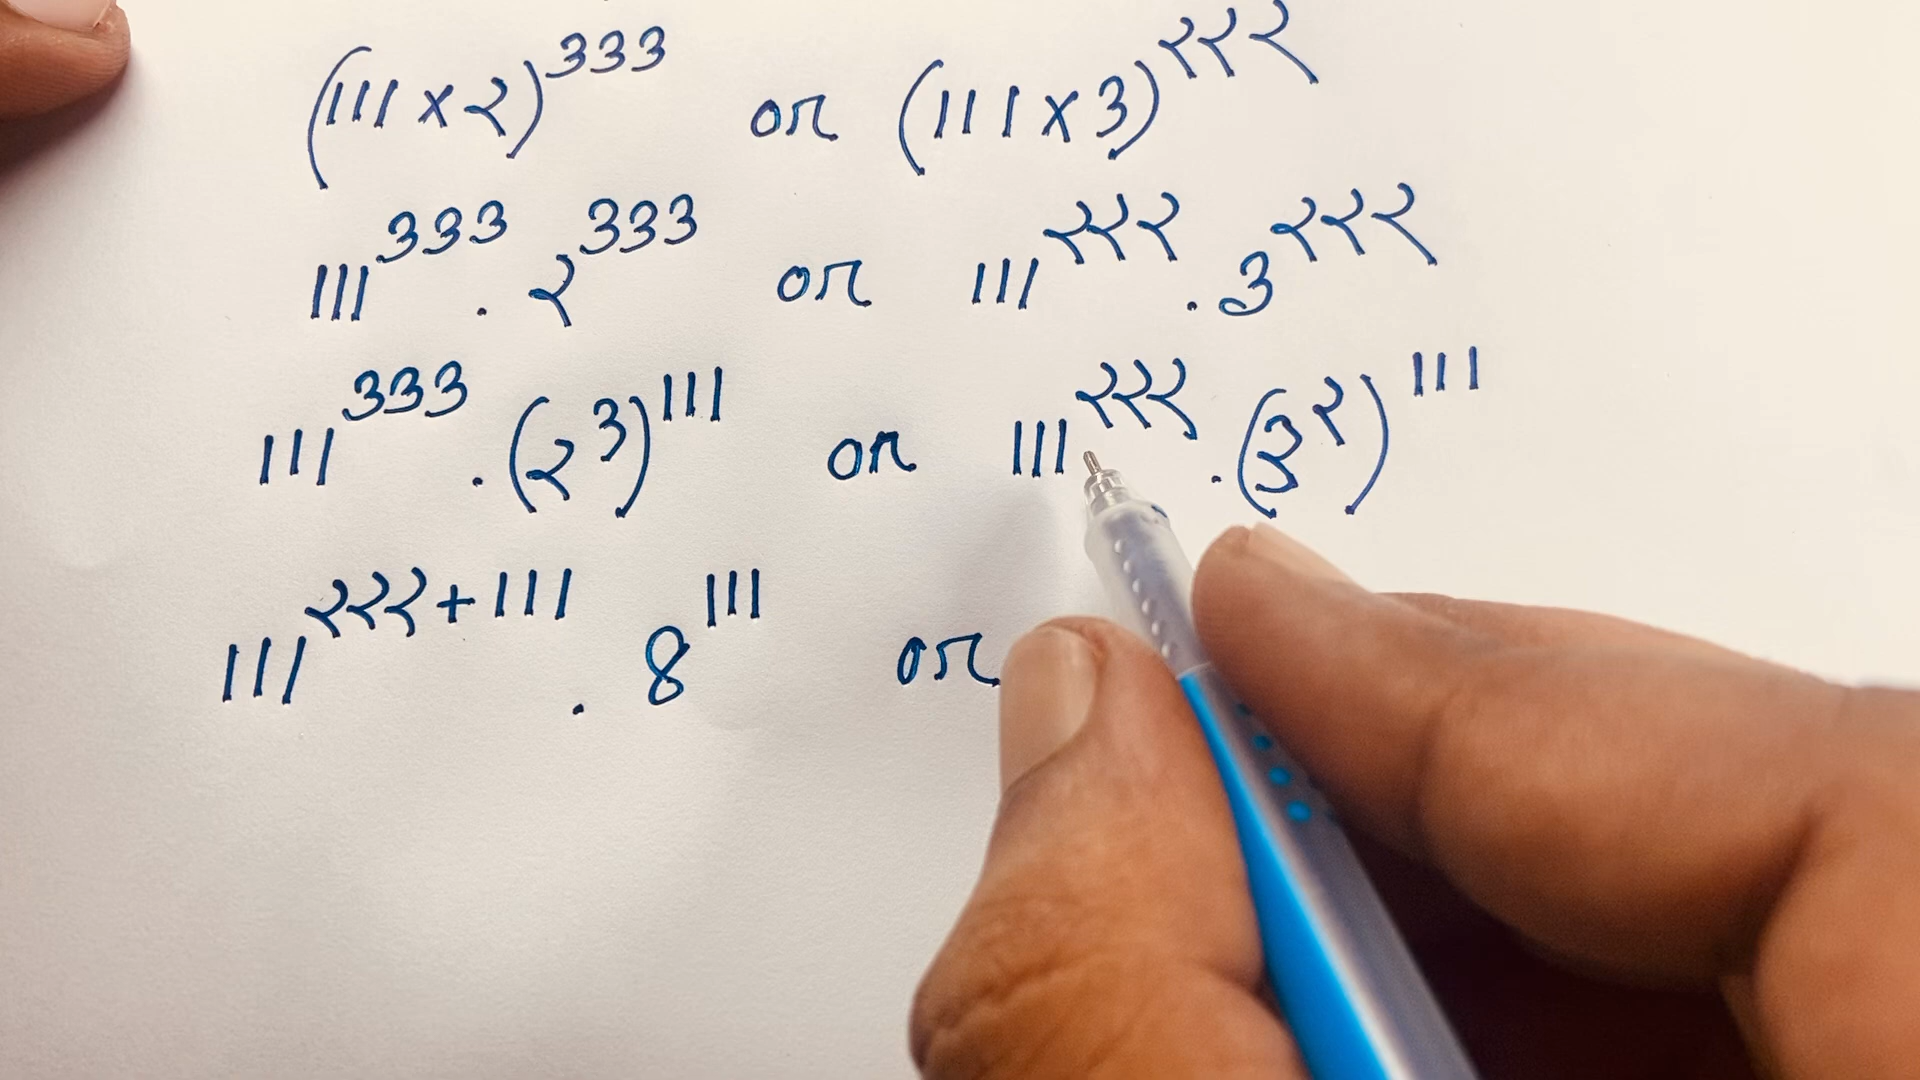 (111×2)^333 or (111×3)^222
111^333 . 2^333 or 111^222 . 3^222
111^333 . (2^3)^111 or 111^222 . (3^2)^111
111^222+111 . 8^111 or